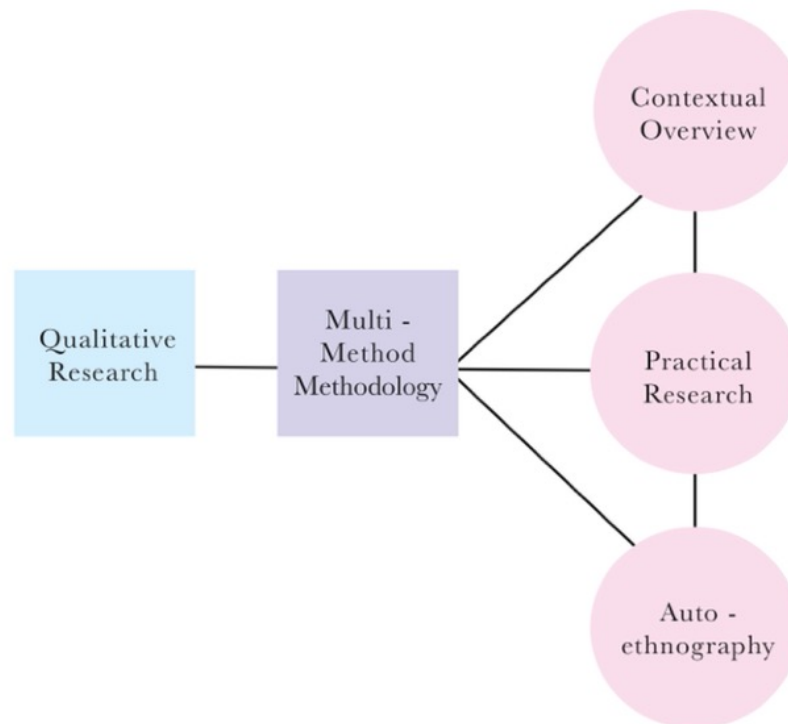 Contextual
Overview
Qualitative
Research
Multi -
Method
Methodology
Practical
Research
Auto -
ethnography